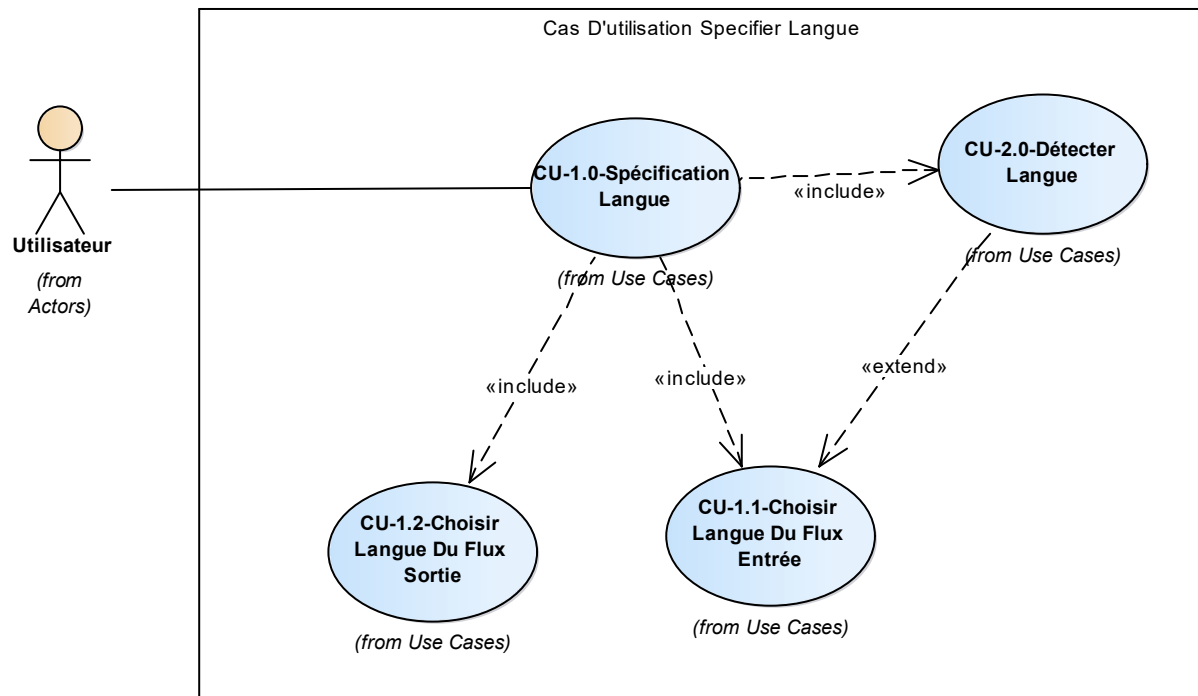 Cas D'utilisation Specifier Langue
CU-2.0-Détecter
Langue
CU-1.0-Spécification
Langue
«include»
Utilisateur
(from
Actors)
(from Use Cases)
(from Use Cases)
«include»
«include»
«extend»
CU-1.2-Choisir
Langue Du Flux
Sortie
CU-1.1-Choisir
Langue Du Flux
Entrée
(from Use Cases)
(from Use Cases)